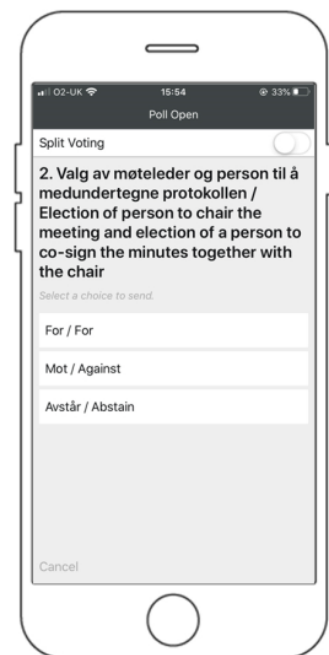 O2-UK 15:54 33%
Poll Open
Split Voting
2. Valg av møteleder og person til å
medundertegne protokollen /
Election of person to chair the
meeting and election of a person to
co-sign the minutes together with
the chair
Select a choice to send.
For / For
Mot / Against
Avstår / Abstain
Cancel